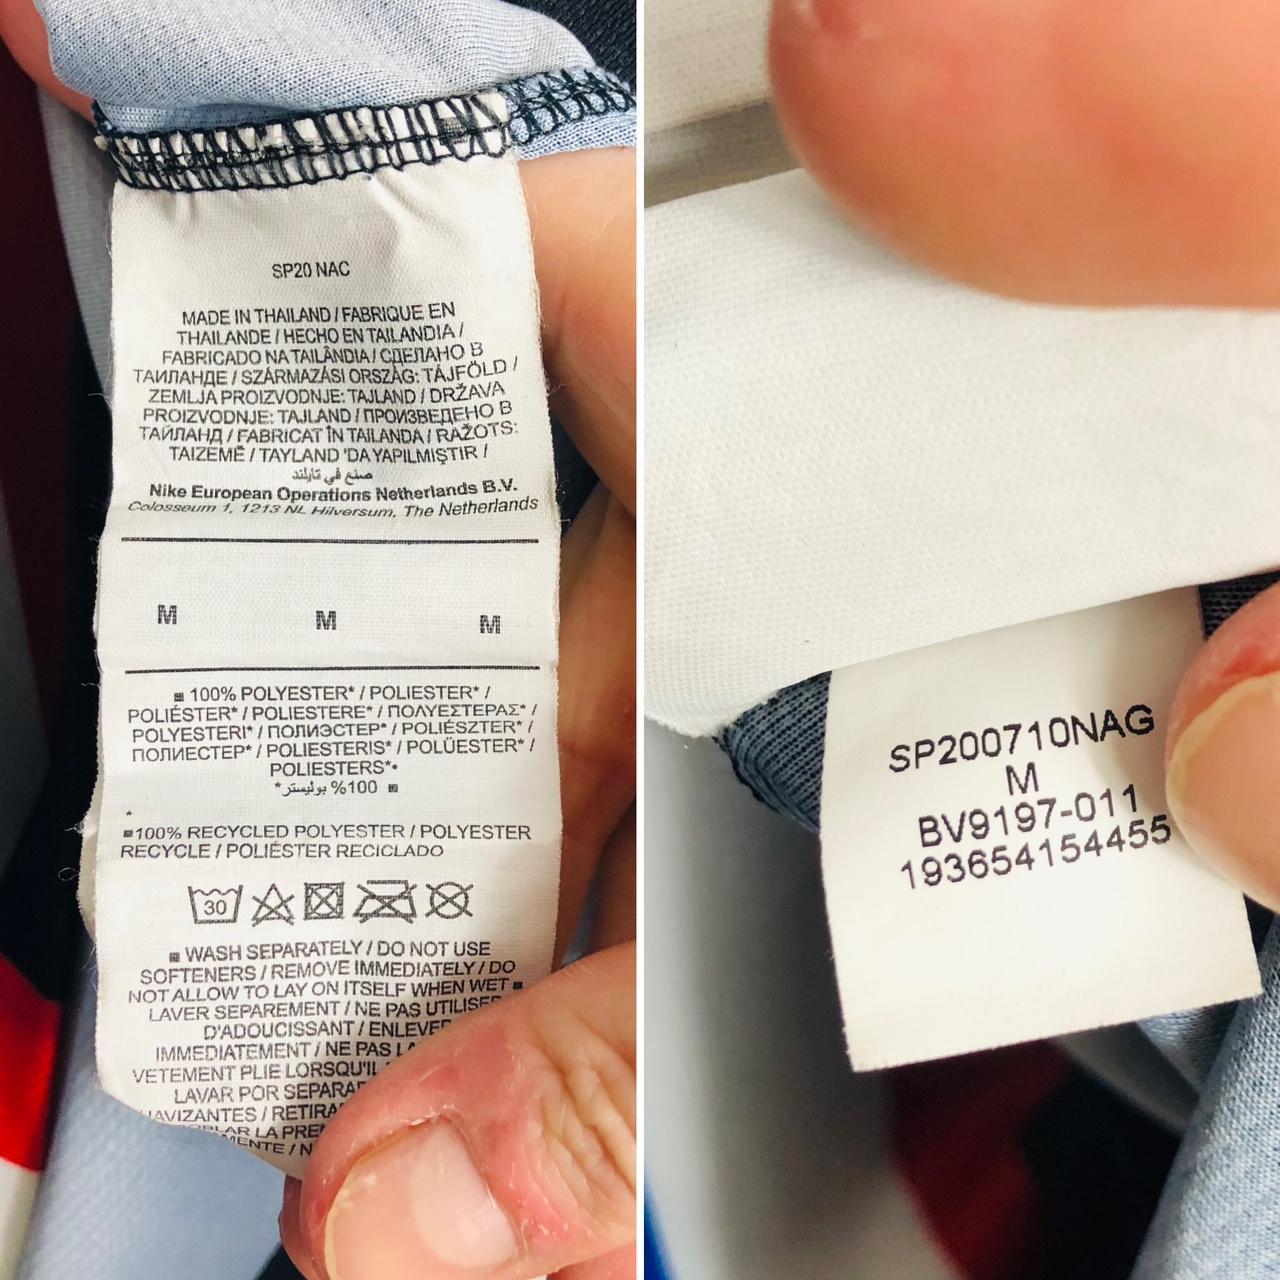 SP20 NAC
MADE IN THAILAND / FABRIQUE EN
THAILANDE / HECHO EN TAILANDIA /
FABRICADO NA TAILÂNDIA / СДЕЛАНО В
ТАИЛАНДЕ / SZÁRMAZÁSI ORSZÁG: TÁJFÖLD /
ZEMLJA PROIZVODNJE: TAJLAND / DRŽAVA
PROIZVODNJE: TAJLAND / ПРОИЗВЕДЕНО В
ТАЙЛАНД / FABRICAT ÎN TAILANDA / RAŽOTS:
TAIZEMĒ / TAYLAND 'DA YAPILMIŞTIR /
صنع في تايلند
Nike European Operations Netherlands B.V.
Colosseum 1, 1213 NL Hilversum, The Netherlands
M M M
100% POLYESTER* / POLIESTER* /
POLIÉSTER* / POLIESTERE* / ΠΟΛΥΕΣΤΕΡΑΣ* /
POLYESTERI* / ПОЛИЭСТЕР* / POLIÉSZTER* /
ПОЛИЕСТЕР* / POLIESTERIS* / POLÜESTER* /
POLIESTERS*•
100% بوليستر*
*
100% RECYCLED POLYESTER / POLYESTER
RECYCLE / POLIÉSTER RECICLADO
30
WASH SEPARATELY / DO NOT USE
SOFTENERS / REMOVE IMMEDIATELY / DO
NOT ALLOW TO LAY ON ITSELF WHEN WET
LAVER SEPAREMENT / NE PAS UTILISER
D'ADOUCISSANT / ENLEVER
IMMEDIATEMENT / NE PAS
VETEMENT PLIE LORSQU'IL
LAVAR POR
/ 
LA
SP200710NAG
M
BV9197-011
193654154455